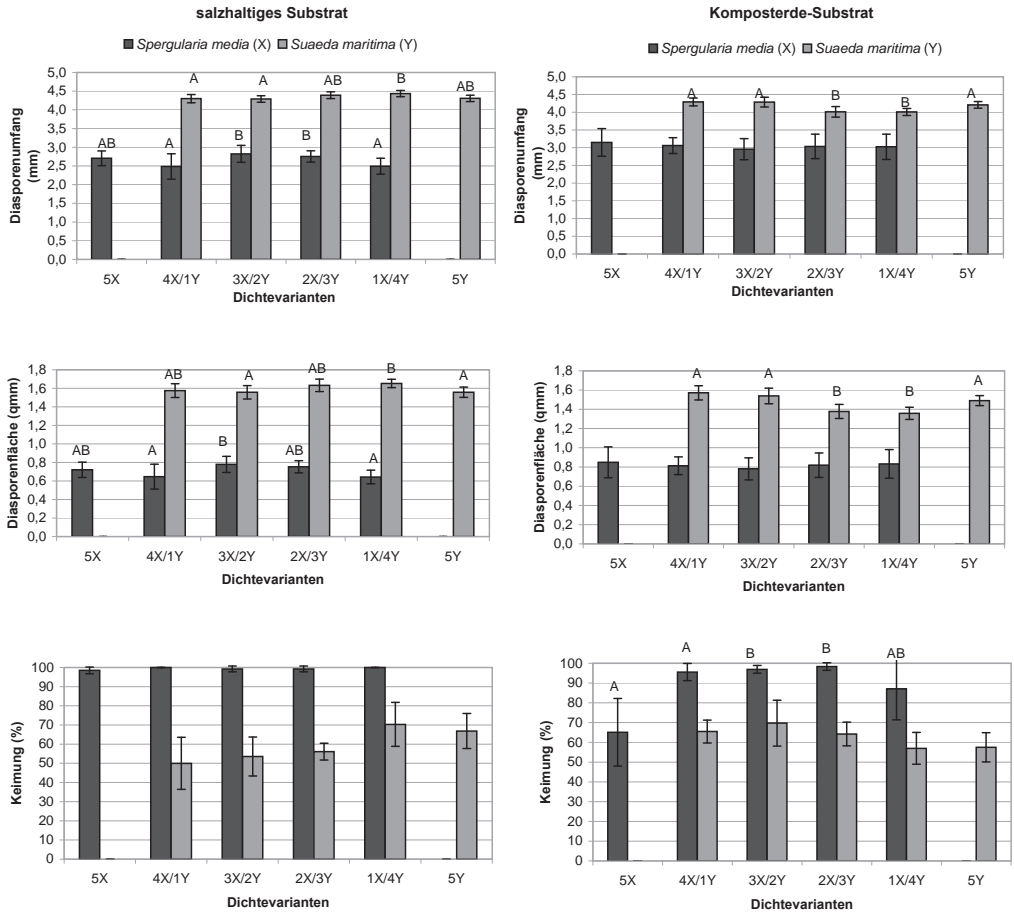 salzhaltiges Substrat
Spergularia media (X) Suaeda maritima (Y)
Diasporenumfang (mm)
5,0
4,5
4,0
3,5
3,0
2,5
2,0
1,5
1,0
0,5
0,0
AB A A A B B AB A B AB
5X 4X/1Y 3X/2Y 2X/3Y 1X/4Y 5Y
Dichtevarianten
Komposterde-Substrat
Spergularia media (X) Suaeda maritima (Y)
Diasporenumfang (mm)
5,0
4,5
4,0
3,5
3,0
2,5
2,0
1,5
1,0
0,5
0,0
A A B B A
5X 4X/1Y 3X/2Y 2X/3Y 1X/4Y 5Y
Dichtevarianten
Diasporenfläche (qmm)
1,8
1,6
1,4
1,2
1,0
0,8
0,6
0,4
0,2
0,0
AB A AB B A AB AB A B A
5X 4X/1Y 3X/2Y 2X/3Y 1X/4Y 5Y
Dichtevarianten
Diasporenfläche (qmm)
1,8
1,6
1,4
1,2
1,0
0,8
0,6
0,4
0,2
0,0
A A B B A
5X 4X/1Y 3X/2Y 2X/3Y 1X/4Y 5Y
Dichtevarianten
Keimung (%)
100
90
80
70
60
50
40
30
20
10
0
5X 4X/1Y 3X/2Y 2X/3Y 1X/4Y 5Y
Dichtevarianten
Keimung (%)
100
90
80
70
60
50
40
30
20
10
0
A A B B AB
5X 4X/1Y 3X/2Y 2X/3Y 1X/4Y 5Y
Dichtevarianten